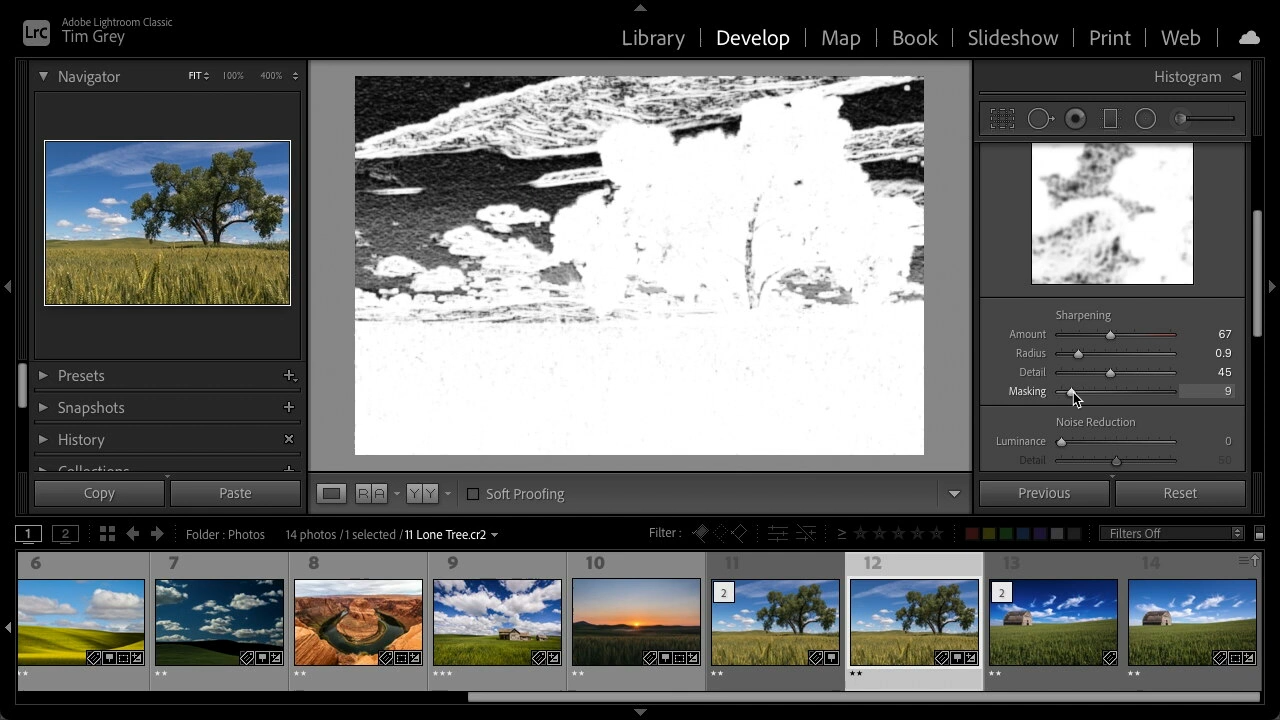 LrC
Adobe Lightroom Classic
Tim Grey
Library
Develop
Map
Book
Slideshow
Print
Web
Navigator
FIT
100%
400%
Histogram
Sharpening
Amount 67
Radius 0.9
Detail 45
Masking 9
Noise Reduction
Luminance 0
Detail 50
Presets
Snapshots
History
Collections
Copy
Paste
R A
Y Y
Soft Proofing
Previous
Reset
1
2
Folder : Photos
14 photos / 1 selected / 11 Lone Tree.cr2
Filter :
Filters Off
6
7
8
9
10
11
12
13
14
2
2